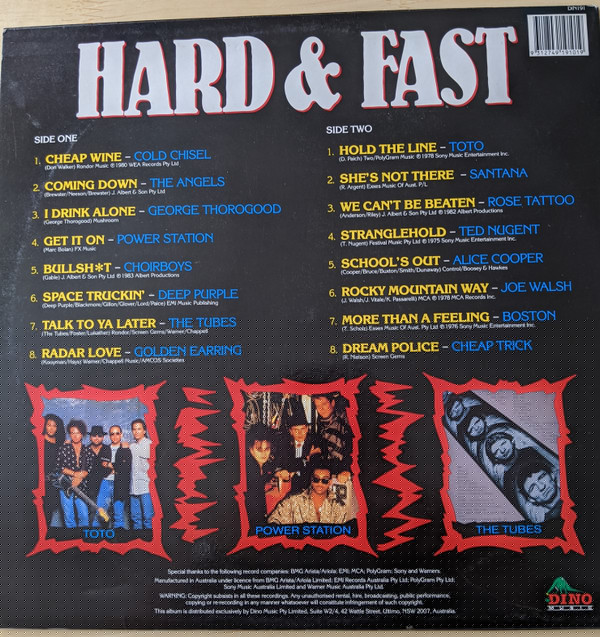 DIN191
HARD & FAST
9 312749 191019
SIDE ONE
1. CHEAP WINE – COLD CHISEL
(Don Walker) Rondor Music ℗1980 WEA Records Pty Ltd
2. COMING DOWN – THE ANGELS
(Brewster/Neeson/Brewster) J. Albert & Son Pty Ltd
3. I DRINK ALONE – GEORGE THOROGOOD
(George Thorogood) Mushroom
4. GET IT ON – POWER STATION
(Marc Bolan) FX Music
5. BULLSH*T – CHOIRBOYS
(Gable) J. Albert & Son Pty Ltd ℗1983 Albert Productions
6. SPACE TRUCKIN' – DEEP PURPLE
(Deep Purple/Blackmore/Gillon/Glover/Lord/Paice) EMI Music Publishing
7. TALK TO YA LATER – THE TUBES
(The Tubes/Foster/Lukather) Rondor/Screen Gems/Warner/Chappell
8. RADAR LOVE – GOLDEN EARRING
(Kooyman/Hays) Warner/Chappell Music/AMCOS Societies
SIDE TWO
1. HOLD THE LINE – TOTO
(D. Paich) Two/PolyGram Music ℗1978 Sony Music Entertainment Inc.
2. SHE'S NOT THERE – SANTANA
(R. Argent) Essex Music Of Aust. P/L
3. WE CAN'T BE BEATEN – ROSE TATTOO
(Anderson/Riley) J. Albert & Son Pty Ltd ℗1982 Albert Productions
4. STRANGLEHOLD – TED NUGENT
(T. Nugent) J Festival Music Pty Ltd ℗1975 Sony Music Entertainment Inc.
5. SCHOOL'S OUT – ALICE COOPER
(Cooper/Bruce/Buxton/Smith/Dunaway) Control/Boosey & Hawkes
6. ROCKY MOUNTAIN WAY – JOE WALSH
(J. Walsh/J. Vitale/K. Passarelli) MCA ℗1978 MCA Records Inc.
7. MORE THAN A FEELING – BOSTON
(T. Scholz) Essex Music Of Aust. Pty Ltd ℗1976 Sony Music Entertainment Inc.
8. DREAM POLICE – CHEAP TRICK
(R. Nielson) Screen Gems
TOTO
POWER STATION
THE TUBES
Special thanks to the following record companies: BMG Arista/Ariola; EMI; MCA; PolyGram; Sony and Warners.
Manufactured in Australia under licence from BMG Arista/Ariola Limited; EMI Records Australia Pty Ltd; PolyGram Pty Ltd;
Sony Music Australia Limited and Warner Music Australia Pty Ltd.
WARNING: Copyright subsists in all these recordings. Any unauthorised rental, hire, broadcasting, public performance,
copying or re-recording in any manner whatsoever will constitute infringement of such copyright.
This album is distributed exclusively by Dino Music Pty Limited, Suite W2/4, 42 Wattle Street, Ultimo, NSW 2007, Australia.
DINO
MUSIC